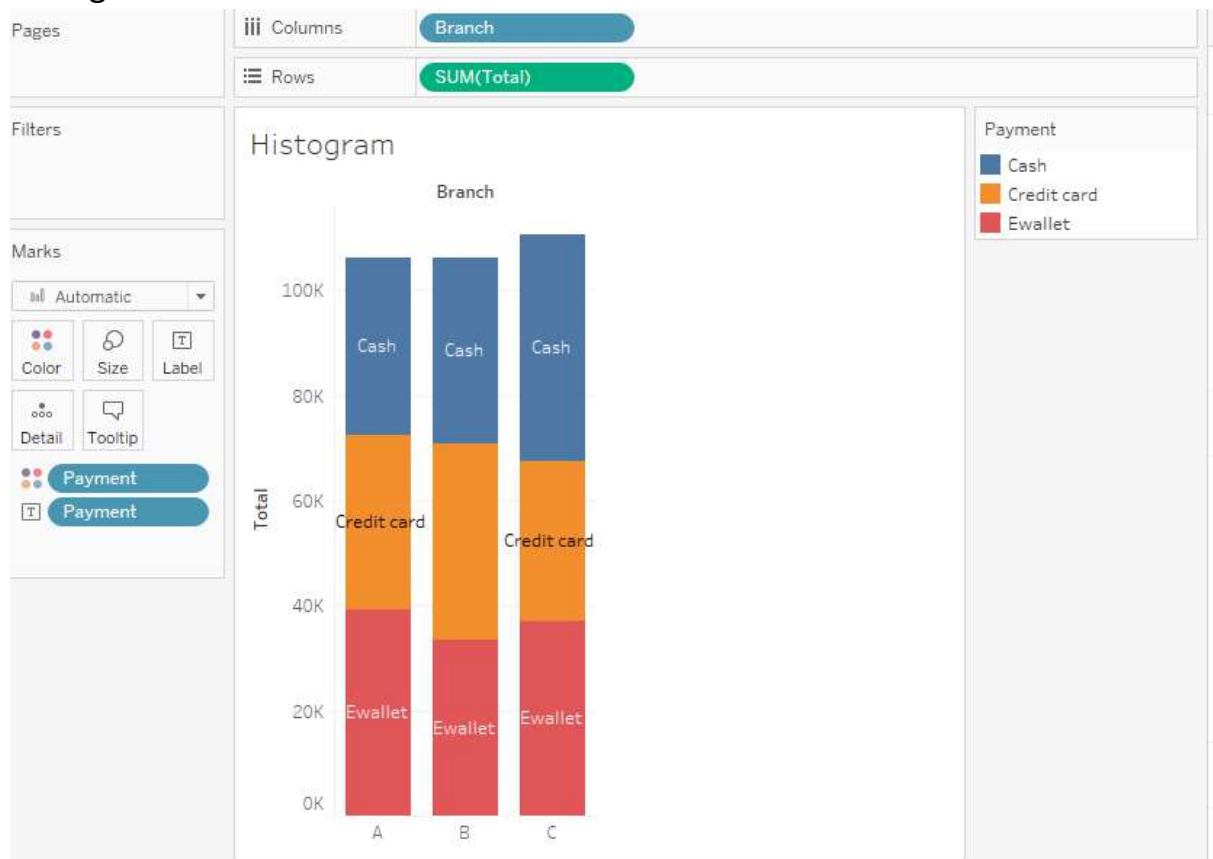 Pages
Columns
Branch
Rows
SUM(Total)
Filters
Marks
Automatic
Color
Size
Label
Detail
Tooltip
Payment
Payment
Histogram
Branch
Total
100K
80K
60K
40K
20K
0K
Cash
Cash
Cash
Credit card
Credit card
Ewallet
Ewallet
Ewallet
A
B
C
Payment
Cash
Credit card
Ewallet